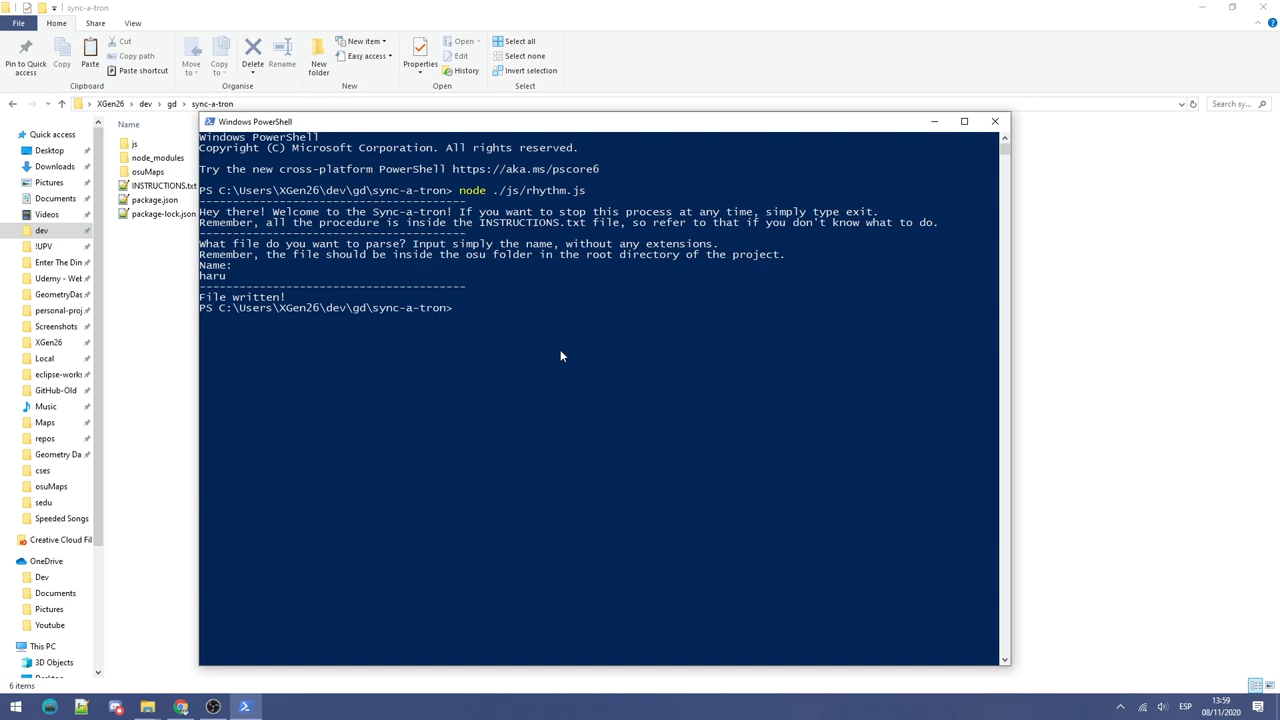 sync-a-tron
File
Home
Share
View
Pin to Quick access
Copy
Paste
Cut
Copy path
Paste shortcut
Clipboard
Move to
Copy to
Delete
Rename
Organise
New folder
New item
Easy access
New
Properties
Open
Edit
History
Open
Select all
Select none
Invert selection
Select
XGen26 › dev › gd › sync-a-tron
Search sy...
Quick access
Desktop
Downloads
Pictures
Documents
Videos
dev
!UPV
Enter The Din
Udemy - Web
GeometryDas
personal-proj
Screenshots
XGen26
Local
eclipse-works
GitHub-Old
Music
Maps
repos
Geometry Da
cses
osuMaps
sedu
Speeded Songs
Creative Cloud Fil
OneDrive
Dev
Documents
Pictures
Youtube
This PC
3D Objects
Name
js
node_modules
osuMaps
INSTRUCTIONS.txt
package.json
package-lock.json
Windows PowerShell
Windows PowerShell
Copyright (C) Microsoft Corporation. All rights reserved.
Try the new cross-platform PowerShell https://aka.ms/pscore6
PS C:\Users\XGen26\dev\gd\sync-a-tron> node ./js/rhythm.js
----------------------------------------
Hey there! Welcome to the Sync-a-tron! If you want to stop this process at any time, simply type exit.
Remember, all the procedure is inside the INSTRUCTIONS.txt file, so refer to that if you don't know what to do.
----------------------------------------
What file do you want to parse? Input simply the name, without any extensions.
Remember, the file should be inside the osu folder in the root directory of the project.
Name:
haru
----------------------------------------
File written!
PS C:\Users\XGen26\dev\gd\sync-a-tron>
6 items
ESP
13:59
08/11/2020